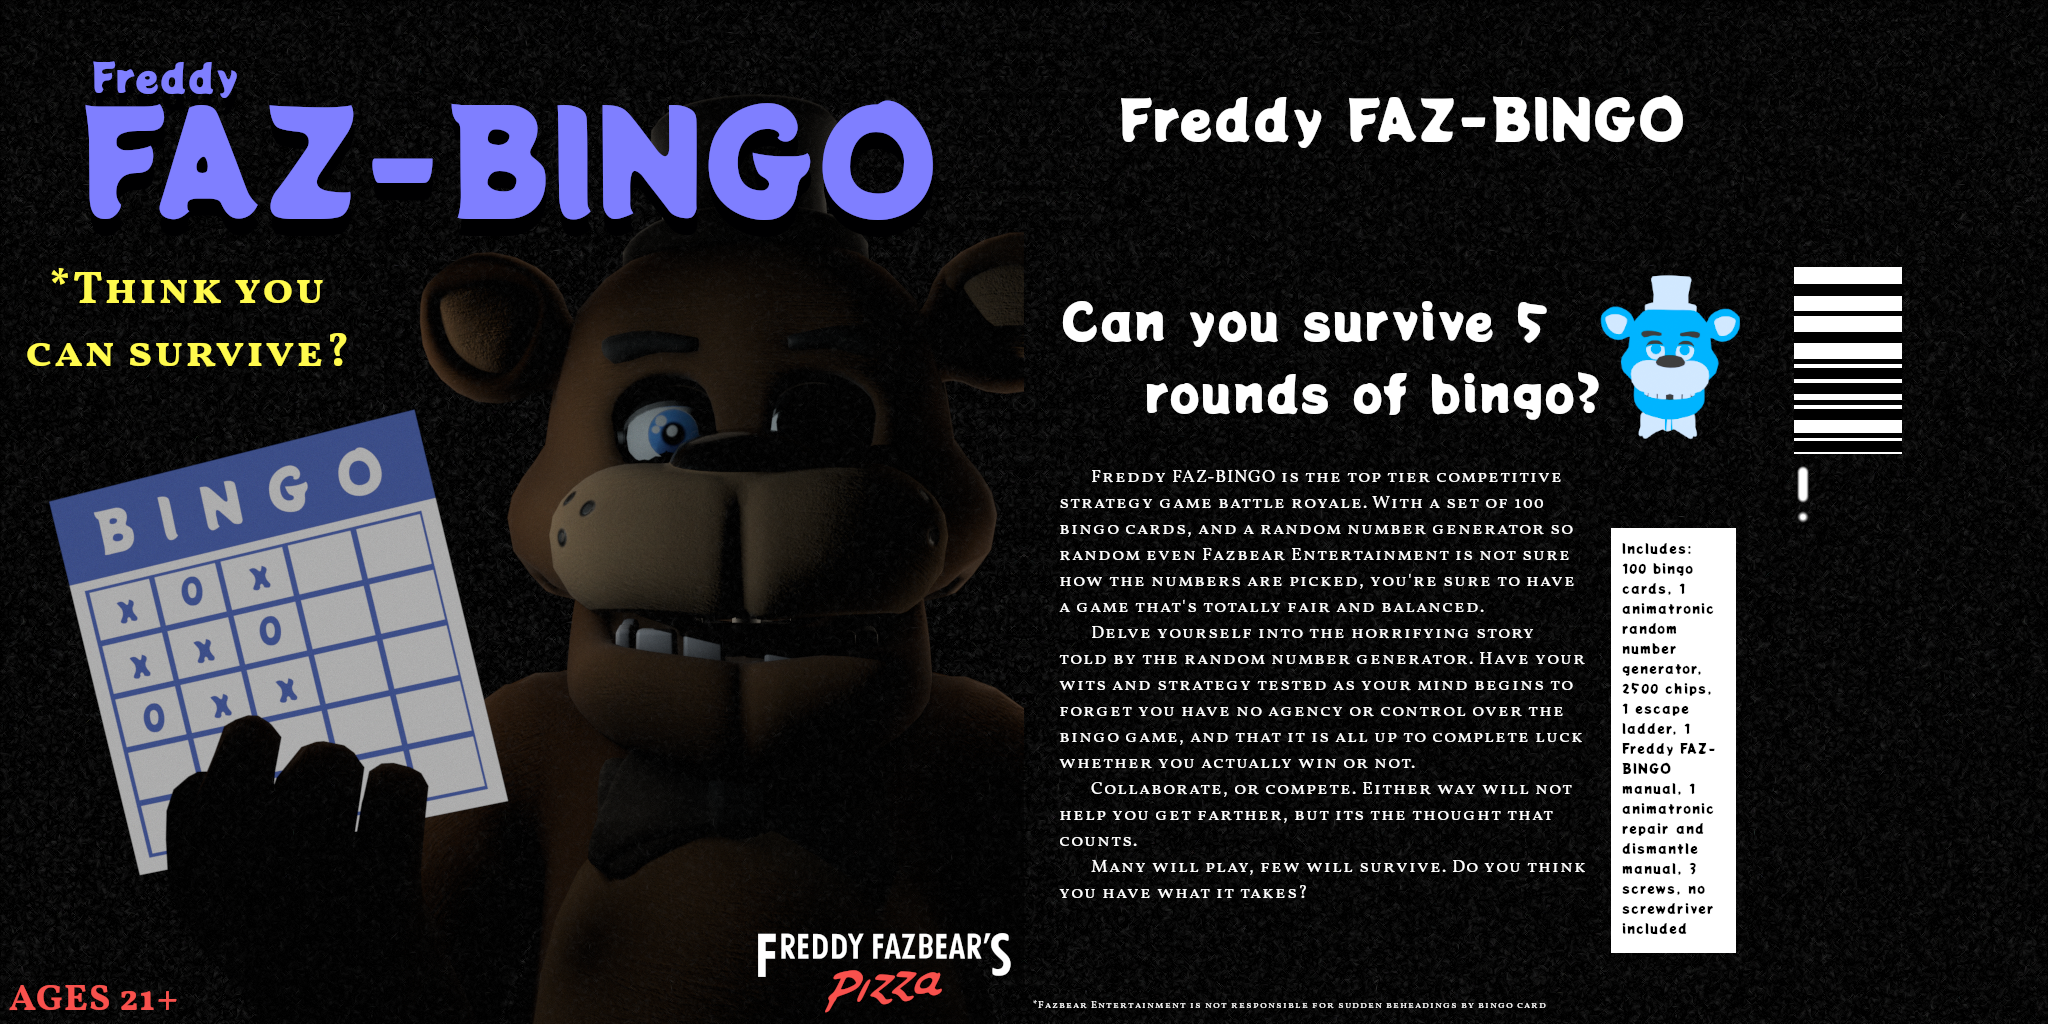 Freddy
FAZ-BINGO
*Think you
can survive?
BINGO
X O X
X X O
O X X
FREDDY FAZBEAR'S
Pizza
AGES 21+
Freddy FAZ-BINGO
Can you survive 5
rounds of bingo?
Freddy FAZ-BINGO is the top tier competitive
strategy game battle royale. With a set of 100
bingo cards, and a random number generator so
random even Fazbear Entertainment is not sure
how the numbers are picked, you're sure to have
a game that's totally fair and balanced.
Delve yourself into the horrifying story
told by the random number generator. Have your
wits and strategy tested as your mind begins to
forget you have no agency or control over the
bingo game, and that it is all up to complete luck
whether you actually win or not.
Collaborate, or compete. Either way will not
help you get farther, but its the thought that
counts.
Many will play, few will survive. Do you think
you have what it takes?
!
Includes:
100 bingo
cards, 1
animatronic
random
number
generator,
2500 chips,
1 escape
ladder, 1
Freddy FAZ-
BINGO
manual, 1
animatronic
repair and
dismantle
manual, 3
screws, no
screwdriver
included
*Fazbear Entertainment is not responsible for sudden beheadings by bingo card